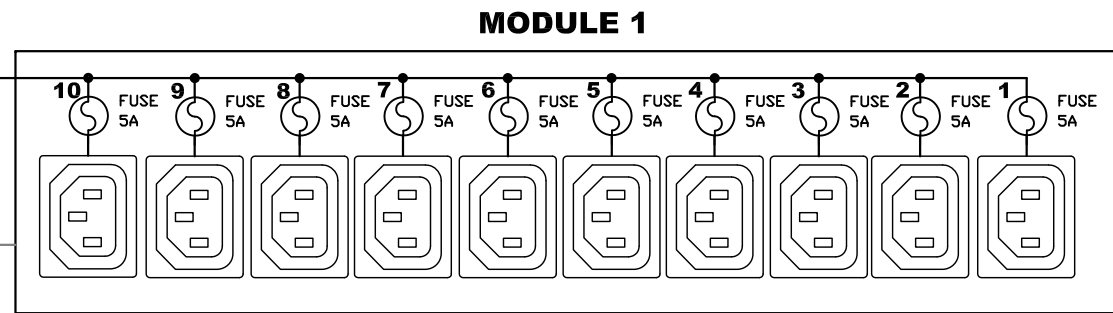 MODULE 1
10 FUSE 9 FUSE 8 FUSE 7 FUSE 6 FUSE 5 FUSE 4 FUSE 3 FUSE 2 FUSE 1 FUSE
5A 5A 5A 5A 5A 5A 5A 5A 5A 5A